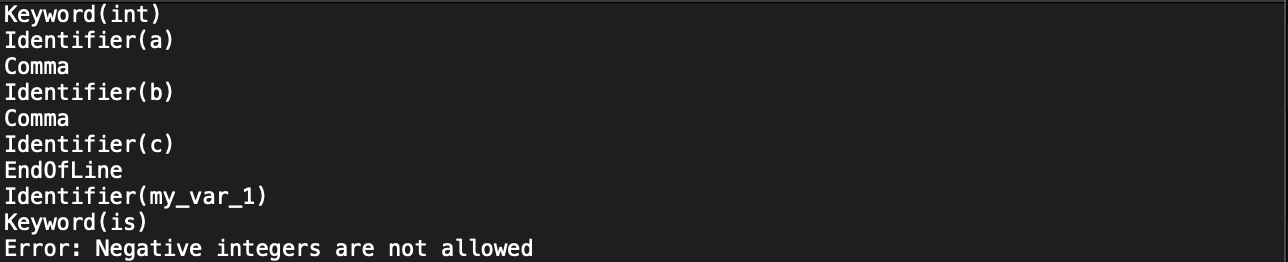 Keyword(int)
Identifier(a)
Comma
Identifier(b)
Comma
Identifier(c)
EndOfLine
Identifier(my_var_1)
Keyword(is)
Error: Negative integers are not allowed